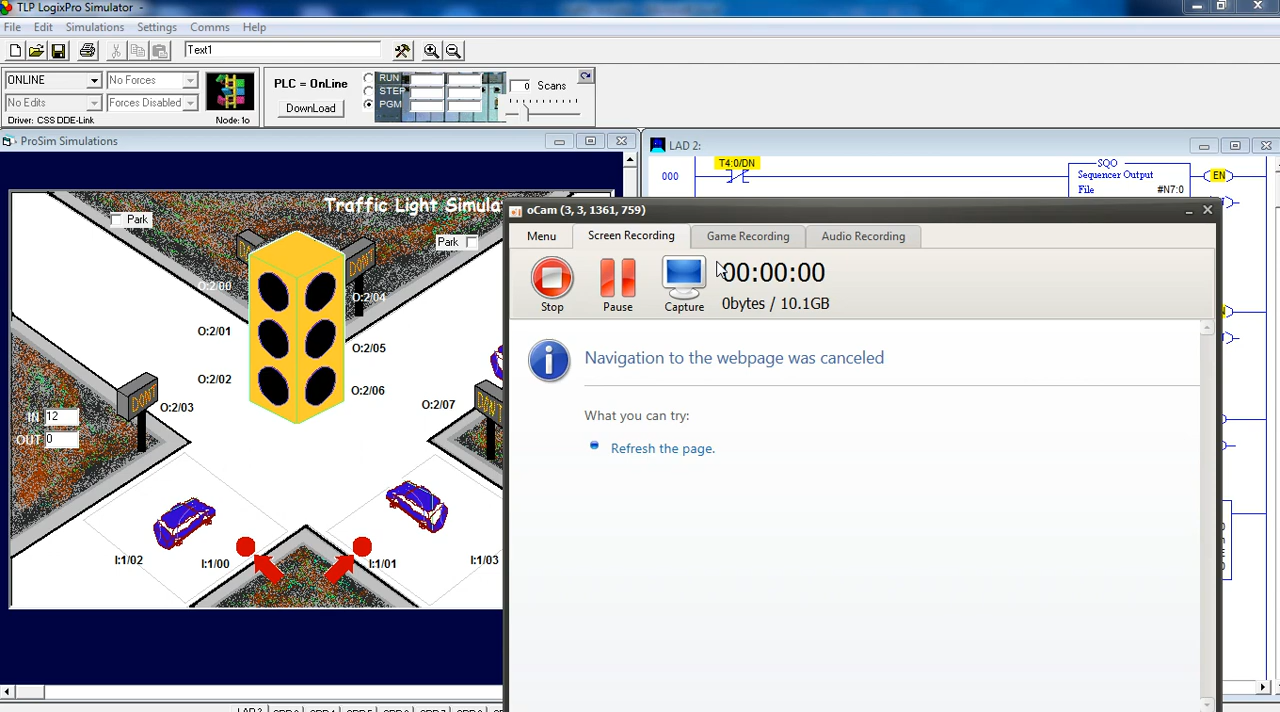 TLP LogixPro Simulator -
File Edit Simulations Settings Comms Help
Text1
ONLINE No Forces
No Edits Forces Disabled
Driver: CSS DDE-Link Node:1o
PLC = OnLine
DownLoad
RUN
STEP
PGM
0 Scans
ProSim Simulations
LAD 2:
Traffic Light Simula
Park
Park
DONT
O:2/00
O:2/04
O:2/01
O:2/05
O:2/02
O:2/06
DONT
O:2/03
O:2/07
DONT
IN 12
OUT 0
I:1/02
I:1/00
I:1/01
I:1/03
T4:0/DN
000
SQO
Sequencer Output
File #N7:0
EN
oCam (3, 3, 1361, 759)
Menu Screen Recording Game Recording Audio Recording
Stop Pause Capture
00:00:00
0bytes / 10.1GB
Navigation to the webpage was canceled
What you can try:
Refresh the page.